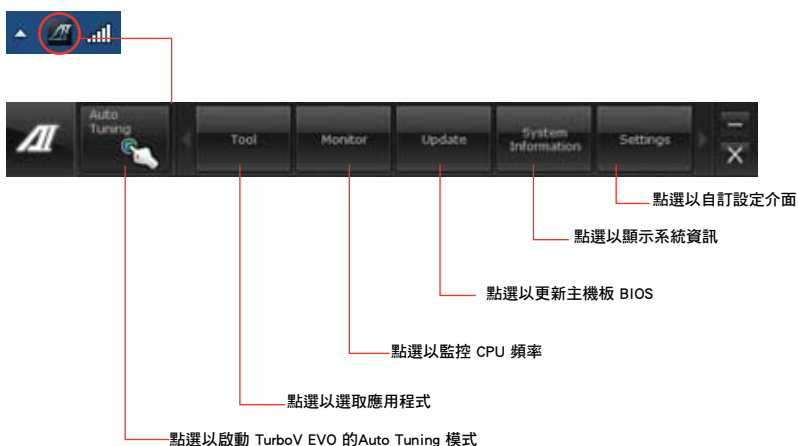 Auto
Tuning
Tool
Monitor
Update
System
Information
Settings
點選以自訂設定介面
點選以顯示系統資訊
點選以更新主機板 BIOS
點選以監控 CPU 頻率
點選以選取應用程式
點選以啟動 TurboV EVO 的Auto Tuning 模式